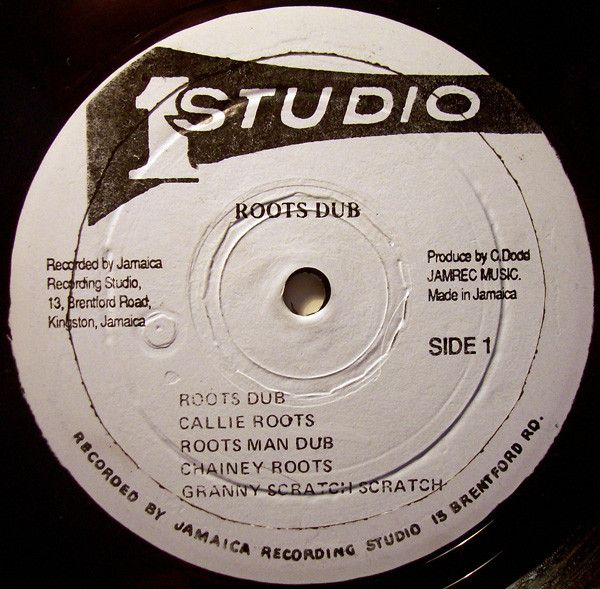 1 STUDIO
ROOTS DUB
Recorded by Jamaica
Recording Studio,
13, Brentford Road,
Kingston, Jamaica
Produce by C.Dodd
JAMREC MUSIC.
Made in Jamaica
SIDE 1
ROOTS DUB
CALLIE ROOTS
ROOTS MAN DUB
CHAINEY ROOTS
GRANNY SCRATCH SCRATCH
RECORDED BY JAMAICA RECORDING STUDIO 13 BRENTFORD RD.